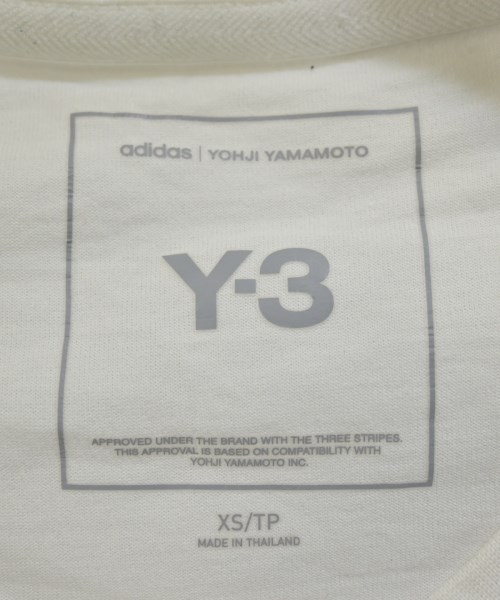 adidas | YOHJI YAMAMOTO
Y-3
APPROVED UNDER THE BRAND WITH THE THREE STRIPES.
THIS APPROVAL IS BASED ON COMPATIBILITY WITH
YOHJI YAMAMOTO INC.
XS/TP
MADE IN THAILAND